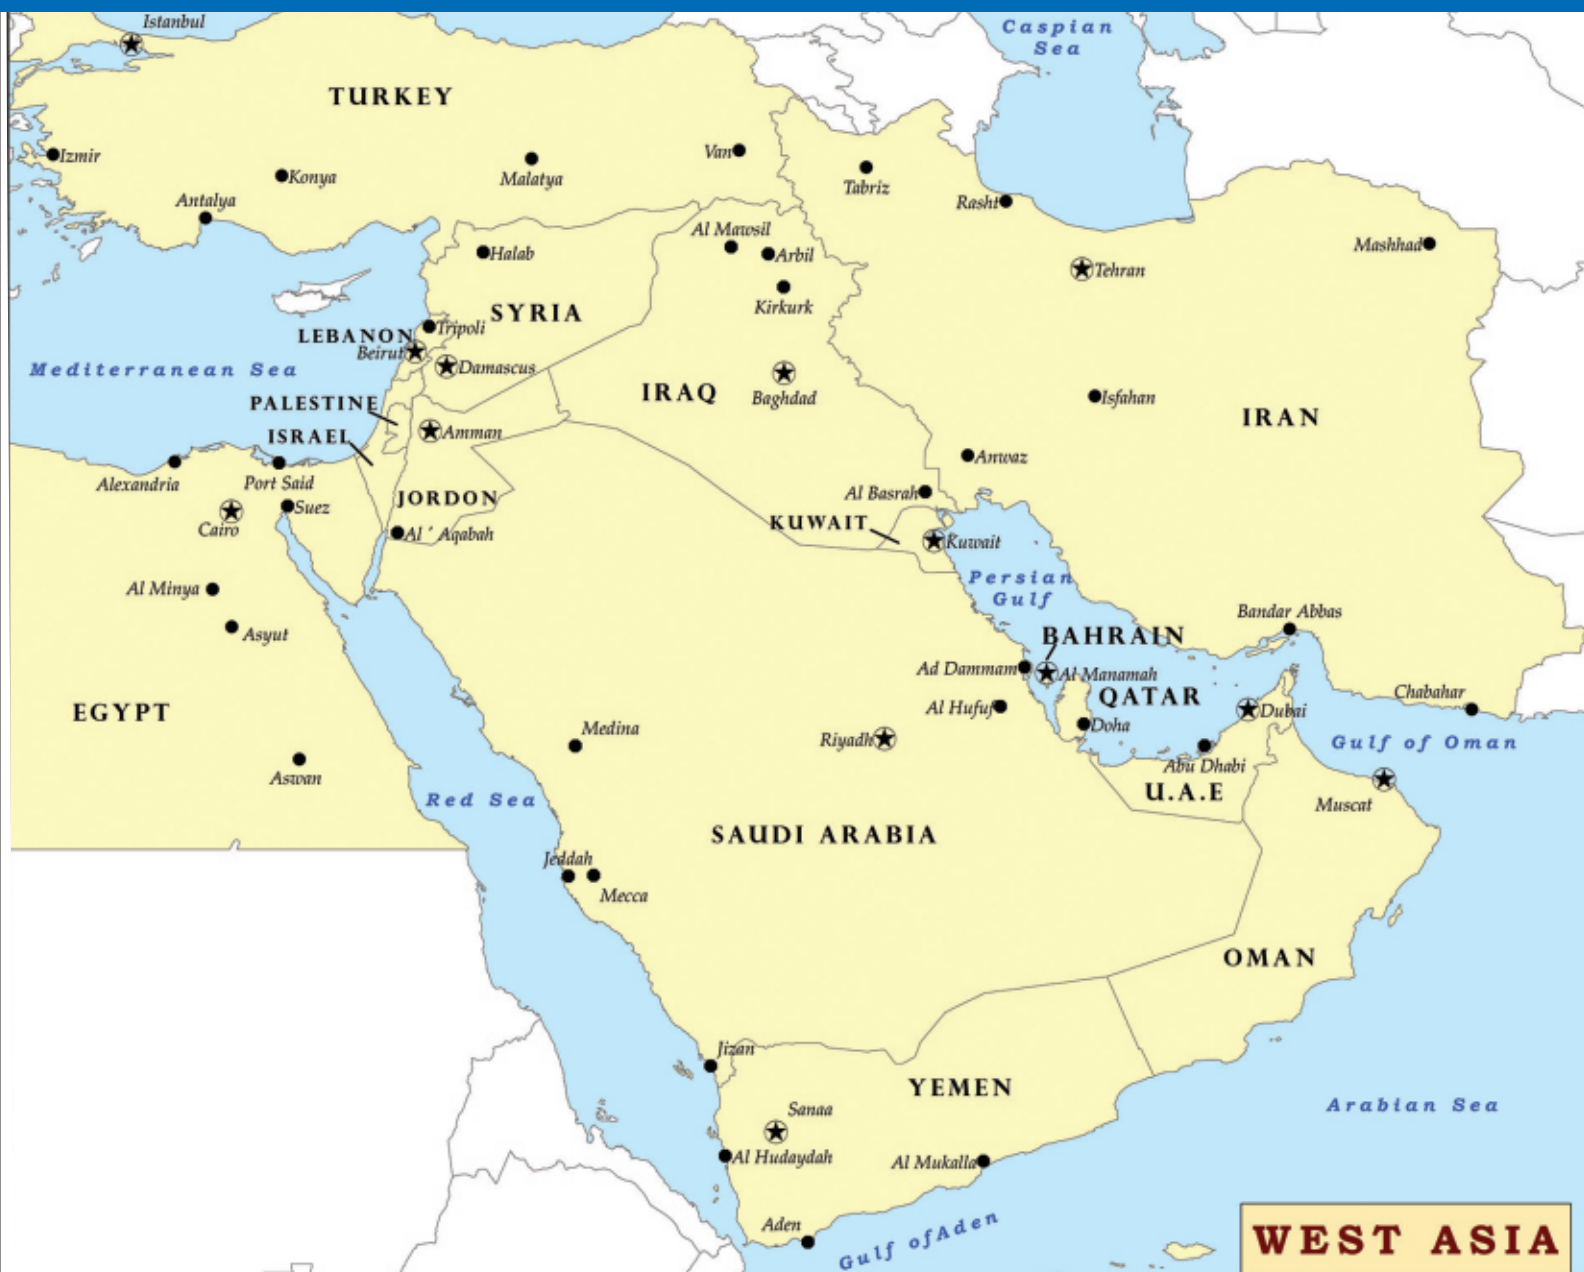 Istanbul
Caspian
Sea
TURKEY
Izmir
Konya
Malatya
Van
Tabriz
Antalya
Rasht
Al Mawsil
Arbil
Halab
Mashhad
Tehran
Kirkurk
SYRIA
Tripoli
LEBANON
Beirut
Damascus
Mediterranean Sea
IRAQ
Baghdad
Isfahan
IRAN
PALESTINE
ISRAEL
Amman
Anwaz
Alexandria
Port Said
Suez
JORDON
Al Basrah
Cairo
Al ' Aqabah
KUWAIT
Kuwait
Persian
Gulf
Al Minya
Asyut
Bandar Abbas
BAHRAIN
Ad Dammam
Al Manamah
QATAR
Chabahar
EGYPT
Al Hufuf
Dubai
Medina
Riyadh
Doha
Gulf of Oman
Aswan
Abu Dhabi
U.A.E
Red Sea
Muscat
SAUDI ARABIA
Jeddah
Mecca
OMAN
Jizan
YEMEN
Sanaa
Arabian Sea
Al Hudaydah
Al Mukalla
Aden
Gulf of Aden
WEST ASIA